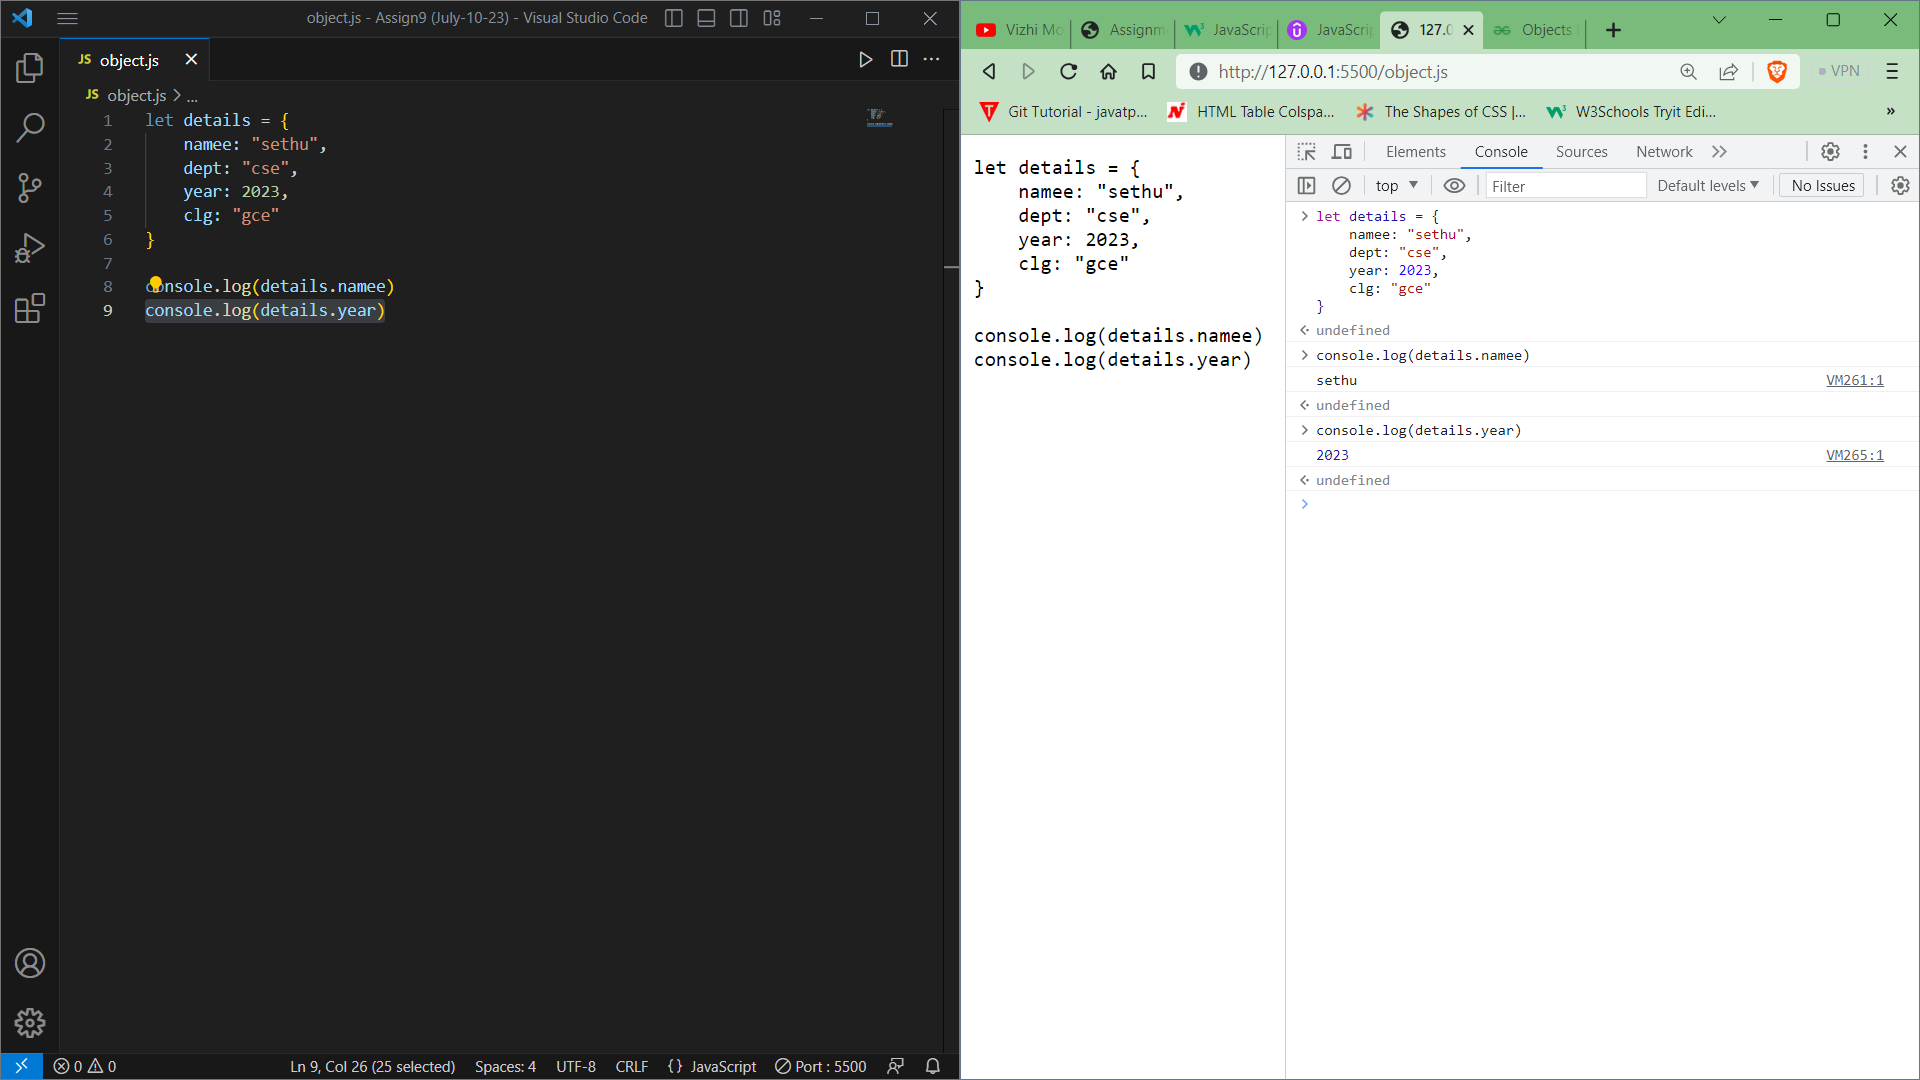 object.js - Assign9 (July-10-23) - Visual Studio Code
JS object.js
JS object.js > ...
1 let details = {
2     namee: "sethu",
3     dept: "cse",
4     year: 2023,
5     clg: "gce"
6 }
7
8 console.log(details.namee)
9 console.log(details.year)
0 0 Ln 9, Col 26 (25 selected) Spaces: 4 UTF-8 CRLF {} JavaScript Port : 5500
Vizhi Mo Assignm JavaScrip JavaScrip 127.0 Objects
http://127.0.0.1:5500/object.js VPN
Git Tutorial - javatp... HTML Table Colspa... The Shapes of CSS |... W3Schools Tryit Edi... »
let details = {
    namee: "sethu",
    dept: "cse",
    year: 2023,
    clg: "gce"
}
console.log(details.namee)
console.log(details.year)
Elements Console Sources Network
top Filter Default levels No Issues
let details = {
    namee: "sethu",
    dept: "cse",
    year: 2023,
    clg: "gce"
}
undefined
console.log(details.namee)
sethu VM261:1
undefined
console.log(details.year)
2023 VM265:1
undefined